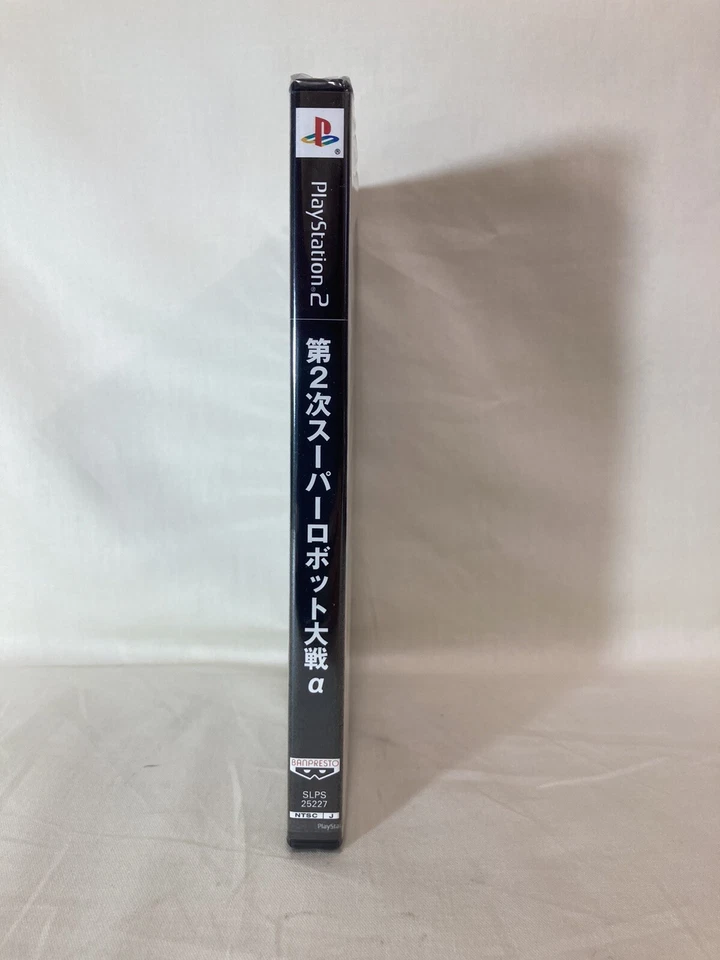 ®
PlayStation®2
第2次スーパーロボット大戦α
BANPRESTO
SLPS
25227
NTSC J
PlayStat